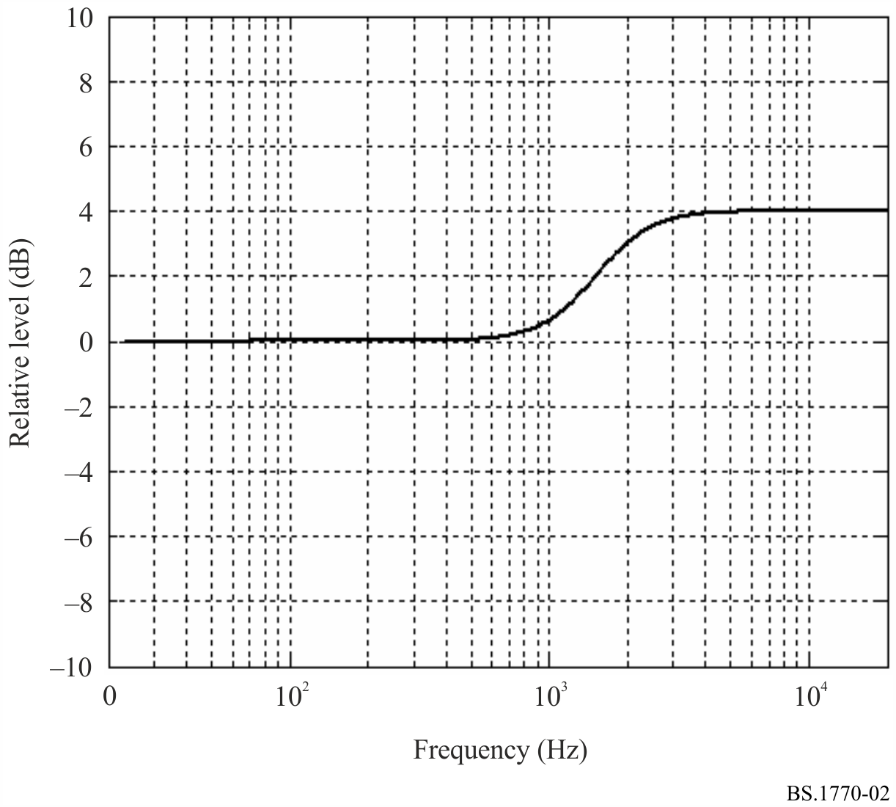 10
8
6
4
2
0
–2
–4
–6
–8
–10
Relative level (dB)
0 10² 10³ 10⁴
Frequency (Hz)
BS.1770-02